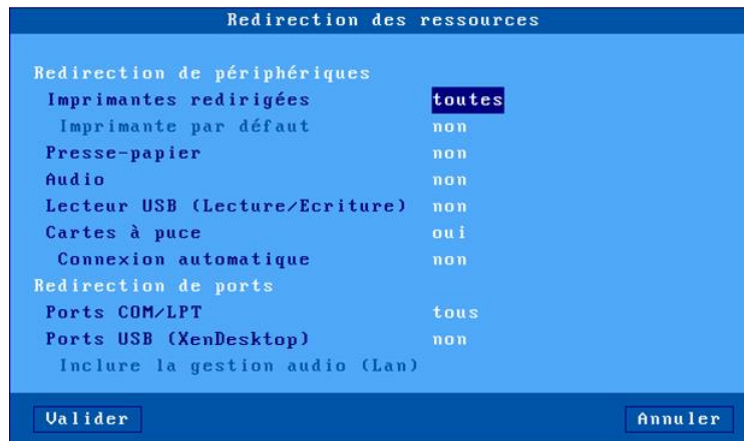 Redirection des ressources
Redirection de périphériques
Imprimantes redirigées toutes
Imprimante par défaut non
Presse-papier non
Audio non
Lecteur USB (Lecture/Ecriture) non
Cartes à puce oui
Connexion automatique non
Redirection de ports
Ports COM/LPT tous
Ports USB (XenDesktop) non
Inclure la gestion audio (Lan)
Valider Annuler